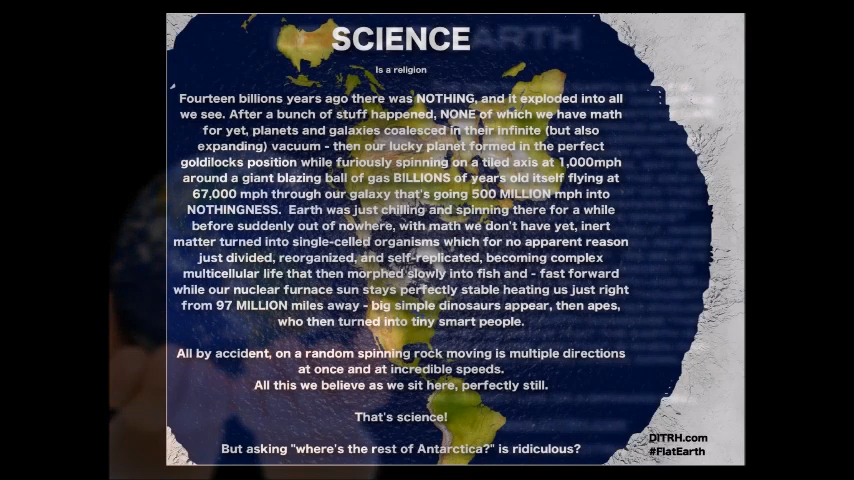 SCIENCE
Is a religion
Fourteen billions years ago there was NOTHING, and it exploded into all
we see. After a bunch of stuff happened, NONE of which we have math
for yet, planets and galaxies coalesced in their infinite (but also
expanding) vacuum - then our lucky planet formed in the perfect
goldilocks position while furiously spinning on a tiled axis at 1,000mph
around a giant blazing ball of gas BILLIONS of years old itself flying at
67,000 mph through our galaxy that's going 500 MILLION mph into
NOTHINGNESS. Earth was just chilling and spinning there for a while
before suddenly out of nowhere, with math we don't have yet, inert
matter turned into single-celled organisms which for no apparent reason
just divided, reorganized, and self-replicated, becoming complex
multicellular life that then morphed slowly into fish and - fast forward
while our nuclear furnace sun stays perfectly stable heating us just right
from 97 MILLION miles away - big simple dinosaurs appear, then apes,
who then turned into tiny smart people.
All by accident, on a random spinning rock moving is multiple directions
at once and at incredible speeds.
All this we believe as we sit here, perfectly still.
That's science!
But asking "where's the rest of Antarctica?" is ridiculous?
DITRH.com
#FlatEarth